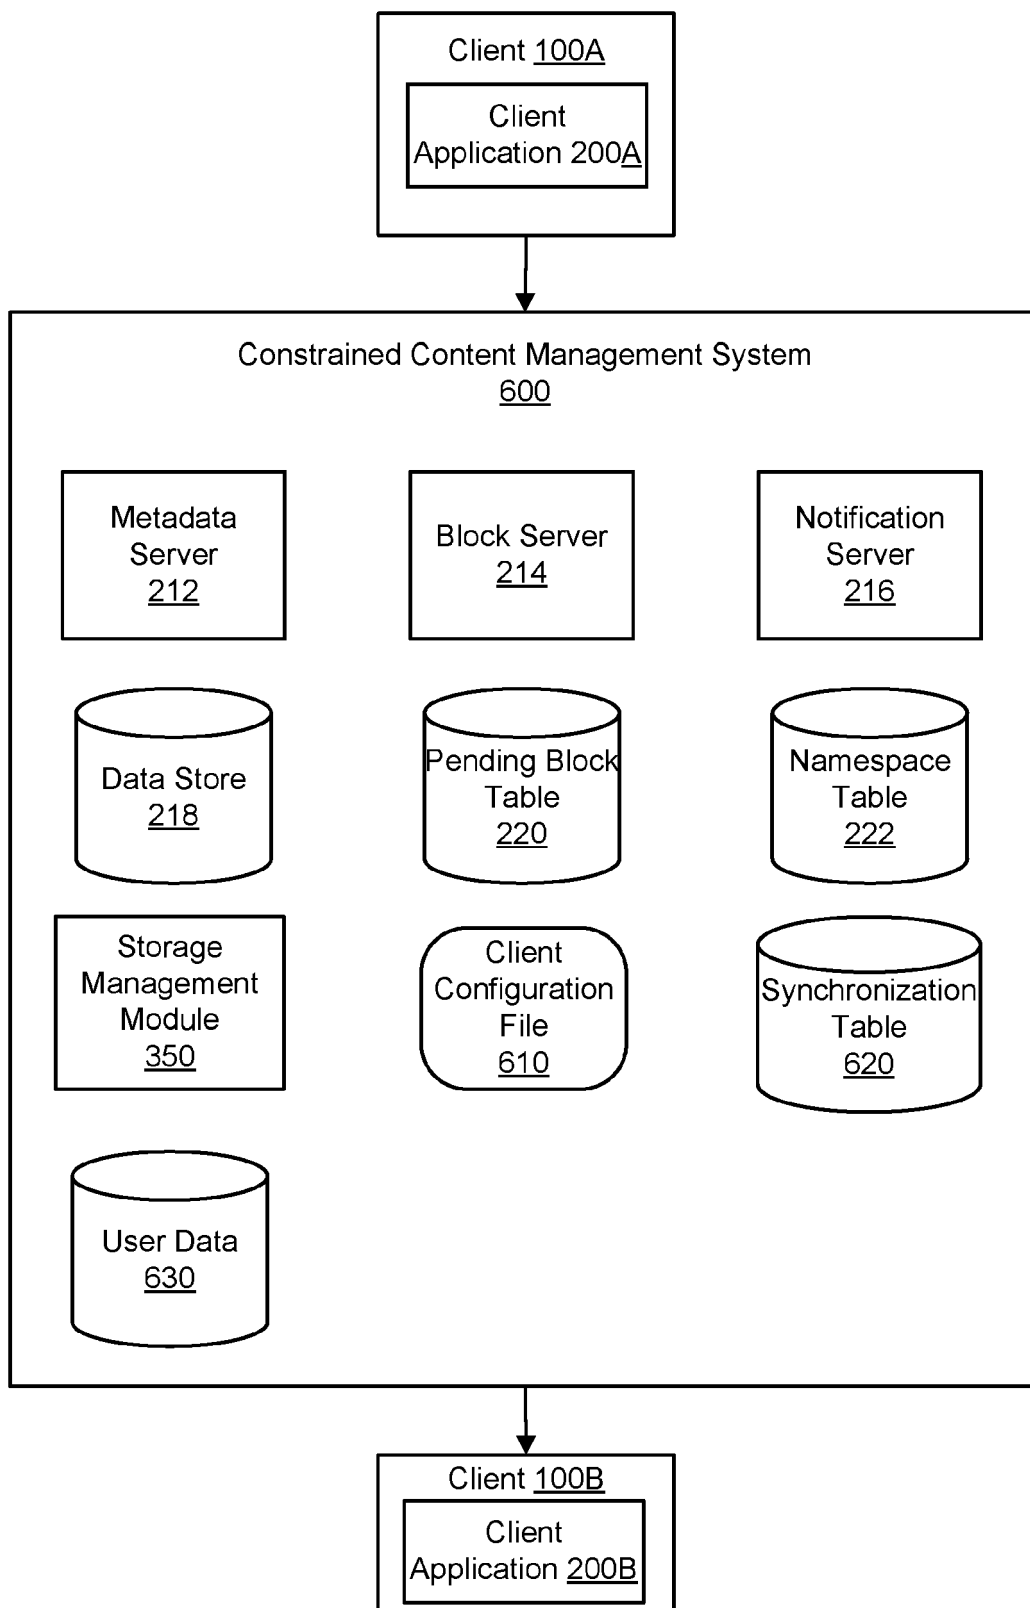 Client 100A
Client
Application 200A
Constrained Content Management System
600
Metadata
Server
212
Block Server
214
Notification
Server
216
Data Store
218
Pending Block
Table
220
Namespace
Table
222
Storage
Management
Module
350
Client
Configuration
File
610
Synchronization
Table
620
User Data
630
Client 100B
Client
Application 200B